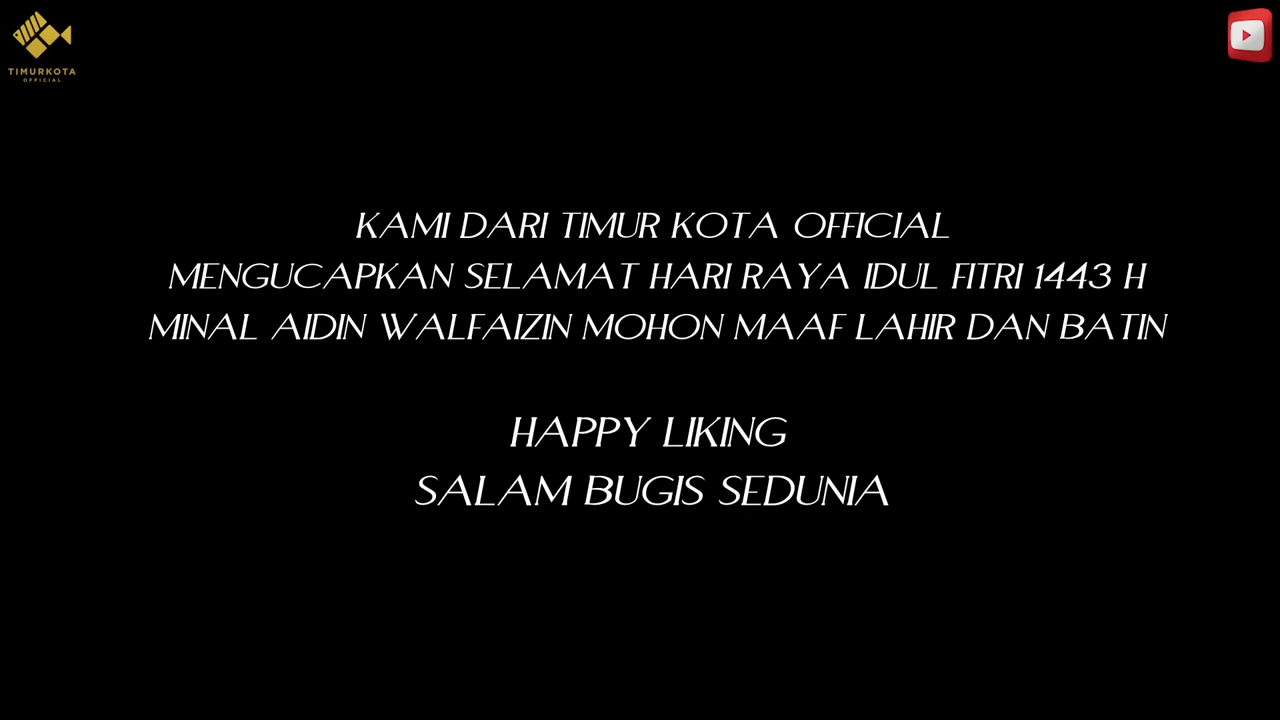 TIMURKOTA
OFFICIAL
KAMI DARI TIMUR KOTA OFFICIAL
MENGUCAPKAN SELAMAT HARI RAYA IDUL FITRI 1443 H
MINAL AIDIN WALFAIZIN MOHON MAAF LAHIR DAN BATIN
HAPPY LIKING
SALAM BUGIS SEDUNIA